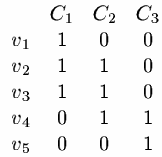 C₁ C₂ C₃
v₁ 1 0 0
v₂ 1 1 0
v₃ 1 1 0
v₄ 0 1 1
v₅ 0 0 1